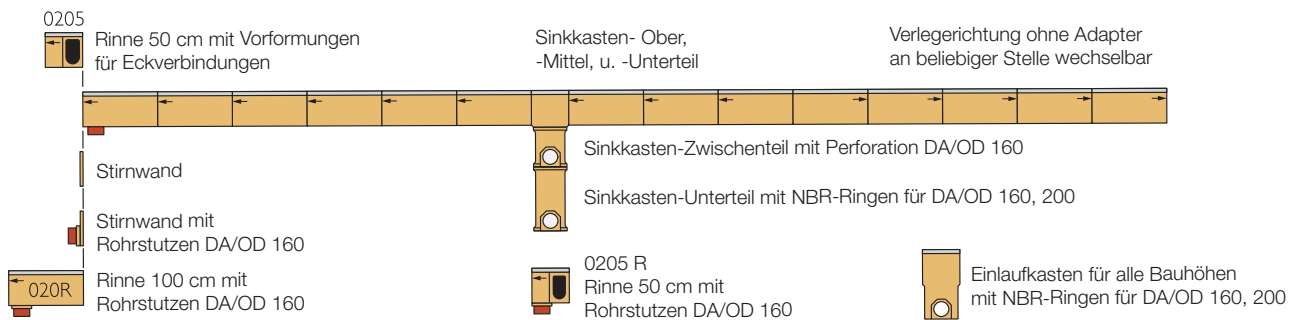 0205
Rinne 50 cm mit Vorformungen
für Eckverbindungen
Sinkkasten- Ober,
-Mittel, u. -Unterteil
Verlegerichtung ohne Adapter
an beliebiger Stelle wechselbar
Sinkkasten-Zwischenteil mit Perforation DA/OD 160
Stirnwand
Sinkkasten-Unterteil mit NBR-Ringen für DA/OD 160, 200
Stirnwand mit
Rohrstutzen DA/OD 160
020R
Rinne 100 cm mit
Rohrstutzen DA/OD 160
0205 R
Rinne 50 cm mit
Rohrstutzen DA/OD 160
Einlaufkasten für alle Bauhöhen
mit NBR-Ringen für DA/OD 160, 200